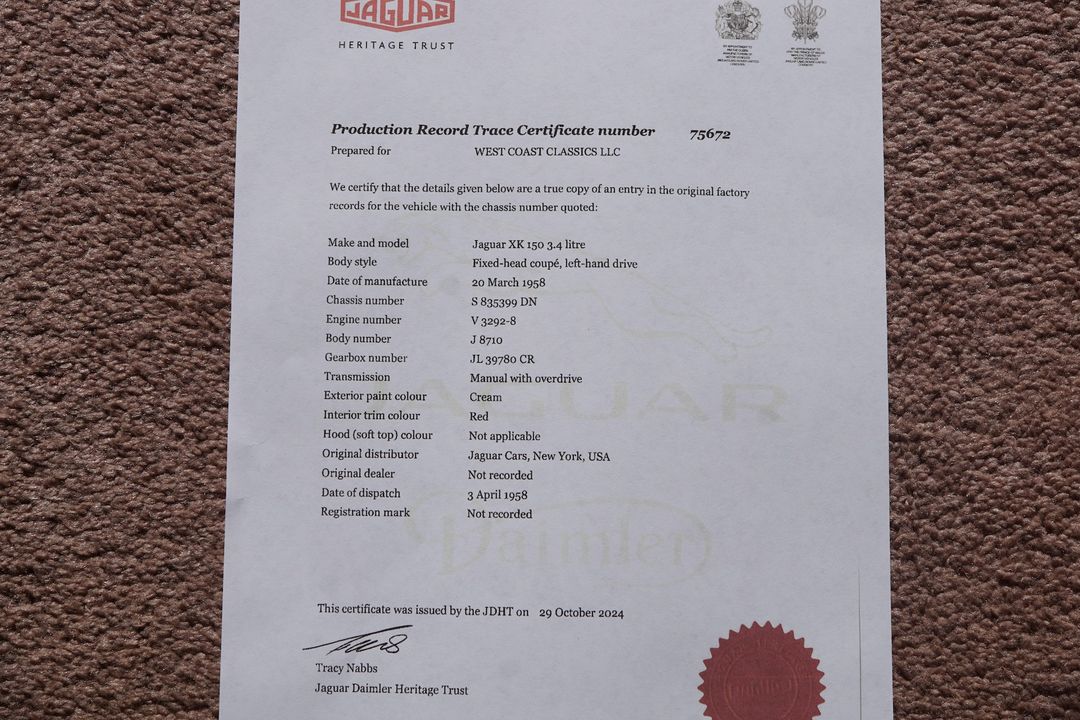 JAGUAR
HERITAGE TRUST
Production Record Trace Certificate number 75672
Prepared for WEST COAST CLASSICS LLC
We certify that the details given below are a true copy of an entry in the original factory
records for the vehicle with the chassis number quoted:
Make and model Jaguar XK 150 3.4 litre
Body style Fixed-head coupé, left-hand drive
Date of manufacture 20 March 1958
Chassis number S 835399 DN
Engine number V 3292-8
Body number J 8710
Gearbox number JL 39780 CR
Transmission Manual with overdrive
Exterior paint colour Cream
Interior trim colour Red
Hood (soft top) colour Not applicable
Original distributor Jaguar Cars, New York, USA
Original dealer Not recorded
Date of dispatch 3 April 1958
Registration mark Not recorded
JAGUAR
Daimler
This certificate was issued by the JDHT on 29 October 2024
Tracy Nabbs
Jaguar Daimler Heritage Trust